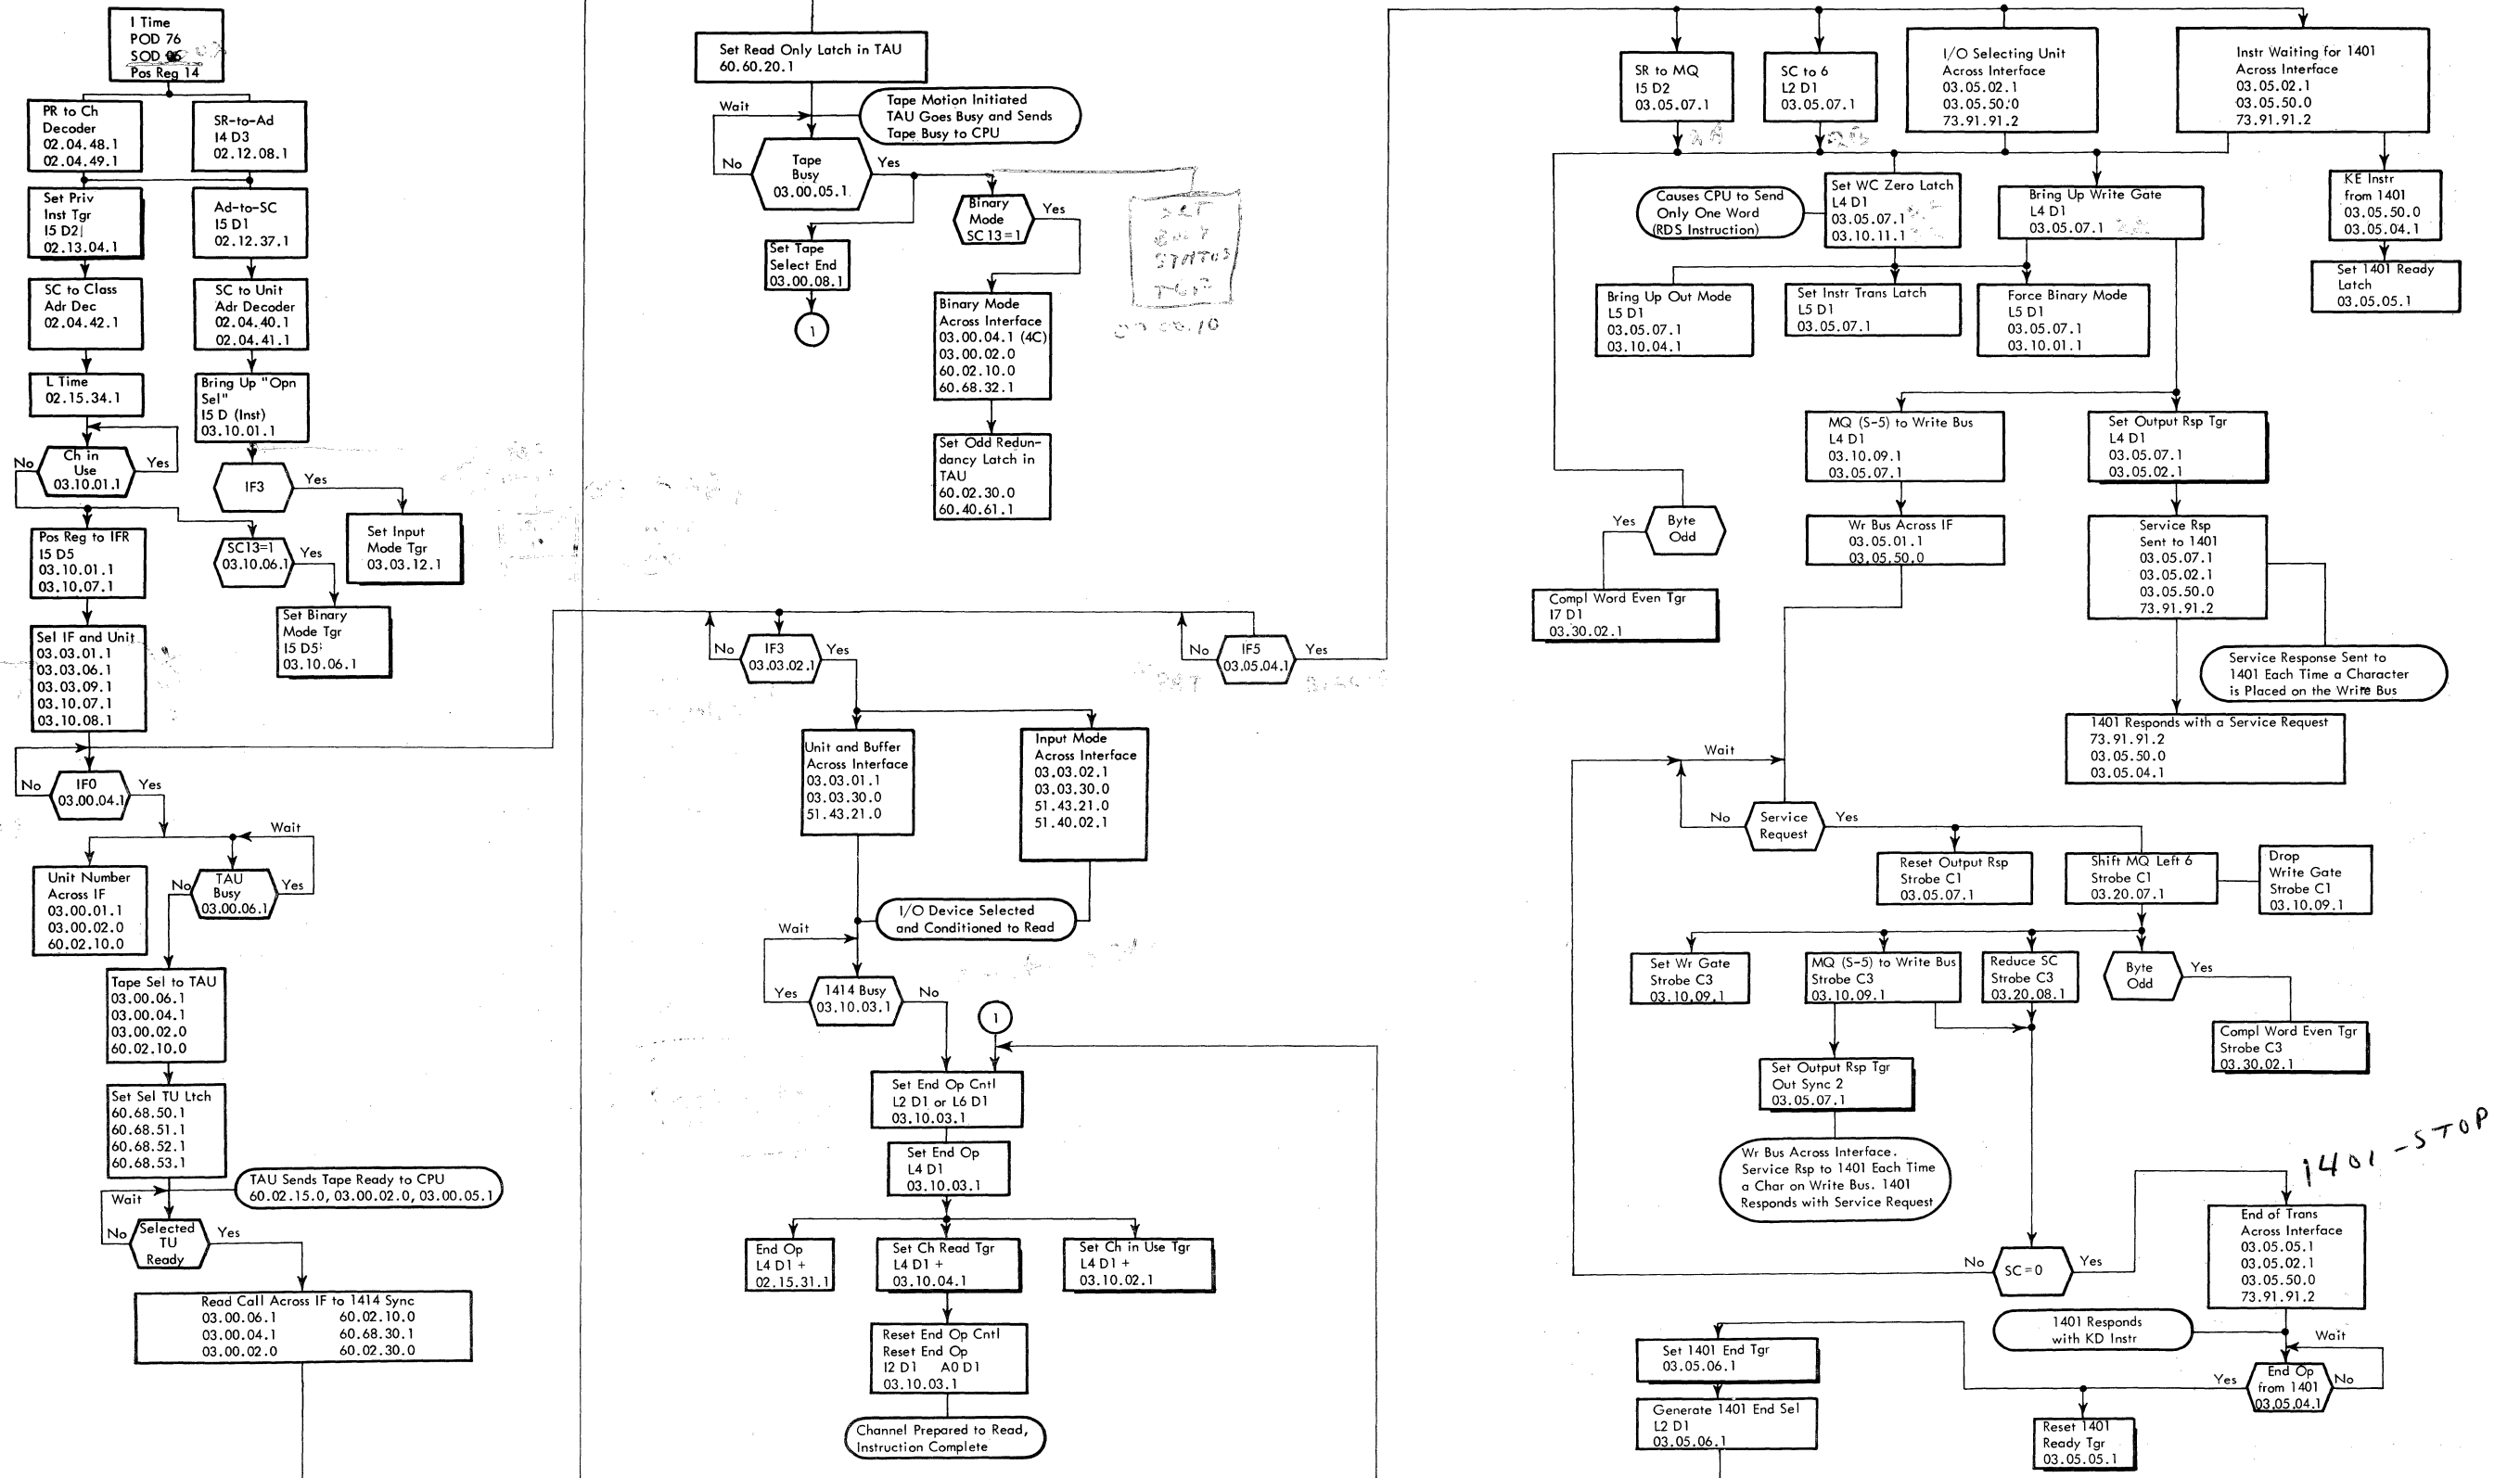 I Time
POD 76
SOD
Pos Reg 14
PR to Ch
Decoder
02.04.48.1
02.04.49.1
SR-to-Ad
I4 D3
02.12.08.1
Set Priv
Inst Tgr
I5 D2
02.13.04.1
Ad-to-SC
I5 D1
02.12.37.1
SC to Class
Adr Dec
02.04.42.1
SC to Unit
Adr Decoder
02.04.40.1
02.04.41.1
L Time
02.15.34.1
Bring Up "Opn
Sel"
I5 D (Inst)
03.10.01.1
No
Ch in
Use
03.10.01.1
Yes
IF3
Yes
Set Input
Mode Tgr
03.03.12.1
Pos Reg to IFR
I5 D5
03.10.01.1
03.10.07.1
SC13=1
03.10.06.1
Yes
Set Binary
Mode Tgr
I5 D5
03.10.06.1
Sel IF and Unit
03.03.01.1
03.03.06.1
03.03.09.1
03.10.07.1
03.10.08.1
No
IF0
03.00.04.1
Yes
Wait
Unit Number
Across IF
03.00.01.1
03.00.02.0
60.02.10.0
No
TAU
Busy
03.00.06.1
Yes
Tape Sel to TAU
03.00.06.1
03.00.04.1
03.00.02.0
60.02.10.0
Set Sel TU Ltch
60.68.50.1
60.68.51.1
60.68.52.1
60.68.53.1
TAU Sends Tape Ready to CPU
60.02.15.0, 03.00.02.0, 03.00.05.1
Wait
No
Selected
TU
Ready
Yes
Read Call Across IF to 1414 Sync
03.00.06.1 60.02.10.0
03.00.04.1 60.68.30.1
03.00.02.0 60.02.30.0
Set Read Only Latch in TAU
60.60.20.1
Wait
Tape Motion Initiated
TAU Goes Busy and Sends
Tape Busy to CPU
No
Tape
Busy
03.00.05.1
Yes
Binary
Mode
SC 13=1
Yes
SET
STATUS
Set Tape
Select End
03.00.08.1
1
Binary Mode
Across Interface
03.00.04.1 (4C)
03.00.02.0
60.02.10.0
60.68.32.1
Set Odd Redun-
dancy Latch in
TAU
60.02.30.0
60.40.61.1
No
IF3
03.03.02.1
Yes
No
IF5
03.05.04.1
Yes
Unit and Buffer
Across Interface
03.03.01.1
03.03.30.0
51.43.21.0
Input Mode
Across Interface
03.03.02.1
03.03.30.0
51.43.21.0
51.40.02.1
I/O Device Selected
and Conditioned to Read
Wait
Yes
1414 Busy
03.10.03.1
No
1
Set End Op Cntl
L2 D1 or L6 D1
03.10.03.1
Set End Op
L4 D1
03.10.03.1
End Op
L4 D1 +
02.15.31.1
Set Ch Read Tgr
L4 D1 +
03.10.04.1
Set Ch in Use Tgr
L4 D1 +
03.10.02.1
Reset End Op Cntl
Reset End Op
I2 D1 A0 D1
03.10.03.1
Channel Prepared to Read,
Instruction Complete
SR to MQ
I5 D2
03.05.07.1
SC to 6
L2 D1
03.05.07.1
I/O Selecting Unit
Across Interface
03.05.02.1
03.05.50.0
73.91.91.2
Instr Waiting for 1401
Across Interface
03.05.02.1
03.05.50.0
73.91.91.2
Causes CPU to Send
Only One Word
(RDS Instruction)
Set WC Zero Latch
L4 D1
03.05.07.1
03.10.11.1
Bring Up Write Gate
L4 D1
03.05.07.1
KE Instr
from 1401
03.05.50.0
03.05.04.1
Set 1401 Ready
Latch
03.05.05.1
Bring Up Out Mode
L5 D1
03.05.07.1
03.10.04.1
Set Instr Trans Latch
L5 D1
03.05.07.1
Force Binary Mode
L5 D1
03.05.07.1
03.10.01.1
MQ (S-5) to Write Bus
L4 D1
03.10.09.1
03.05.07.1
Set Output Rsp Tgr
L4 D1
03.05.07.1
03.05.02.1
Yes
Byte
Odd
Compl Word Even Tgr
I7 D1
03.30.02.1
Wr Bus Across IF
03.05.01.1
03.05.50.0
Service Rsp
Sent to 1401
03.05.07.1
03.05.02.1
03.05.50.0
73.91.91.2
Service Response Sent to
1401 Each Time a Character
is Placed on the Write Bus
1401 Responds with a Service Request
73.91.91.2
03.05.50.0
03.05.04.1
Wait
No
Service
Request
Yes
Reset Output Rsp
Strobe C1
03.05.07.1
Shift MQ Left 6
Strobe C1
03.20.07.1
Drop
Write Gate
Strobe C1
03.10.09.1
Set Wr Gate
Strobe C3
03.10.09.1
MQ (S-5) to Write Bus
Strobe C3
03.10.09.1
Reduce SC
Strobe C3
03.20.08.1
Byte
Odd
Yes
Compl Word Even Tgr
Strobe C3
03.30.02.1
Set Output Rsp Tgr
Out Sync 2
03.05.07.1
Wr Bus Across Interface.
Service Rsp to 1401 Each Time
a Char on Write Bus. 1401
Responds with Service Request
1401 - STOP
No
SC=0
Yes
End of Trans
Across Interface
03.05.05.1
03.05.02.1
03.05.50.0
73.91.91.2
1401 Responds
with KD Instr
Wait
Yes
End Op
from 1401
03.05.04.1
No
Set 1401 End Tgr
03.05.06.1
Generate 1401 End Sel
L2 D1
03.05.06.1
Reset 1401
Ready Tgr
03.05.05.1